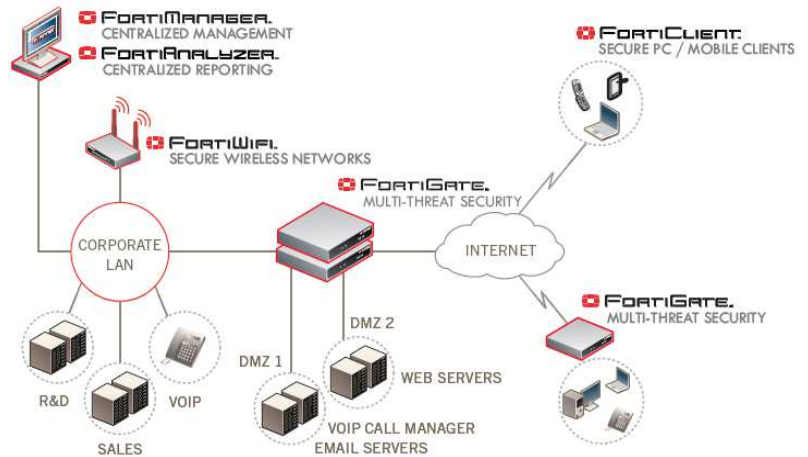 FORTIMANAGER.
CENTRALIZED MANAGEMENT
FORTIANALYZER.
CENTRALIZED REPORTING
FORTICLIENT.
SECURE PC / MOBILE CLIENTS
FORTIWIFI.
SECURE WIRELESS NETWORKS
FORTIGATE.
MULTI-THREAT SECURITY
CORPORATE
LAN
INTERNET
FORTIGATE.
MULTI-THREAT SECURITY
DMZ 2
DMZ 1
WEB SERVERS
R&D
VOIP
VOIP CALL MANAGER
EMAIL SERVERS
SALES